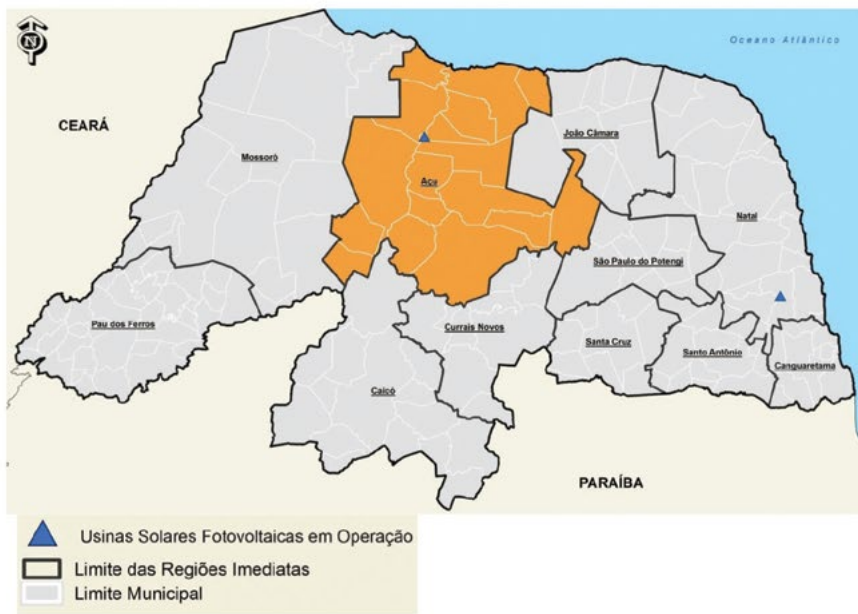 N
Oceano Atlântico
CEARÁ
João Câmara
Mossoró
Açu
Natal
São Paulo do Potengi
Pau dos Ferros
Currais Novos
Santa Cruz
Santo Antônio
Canguaretama
Caicó
PARAÍBA
Usinas Solares Fotovoltaicas em Operação
Limite das Regiões Imediatas
Limite Municipal